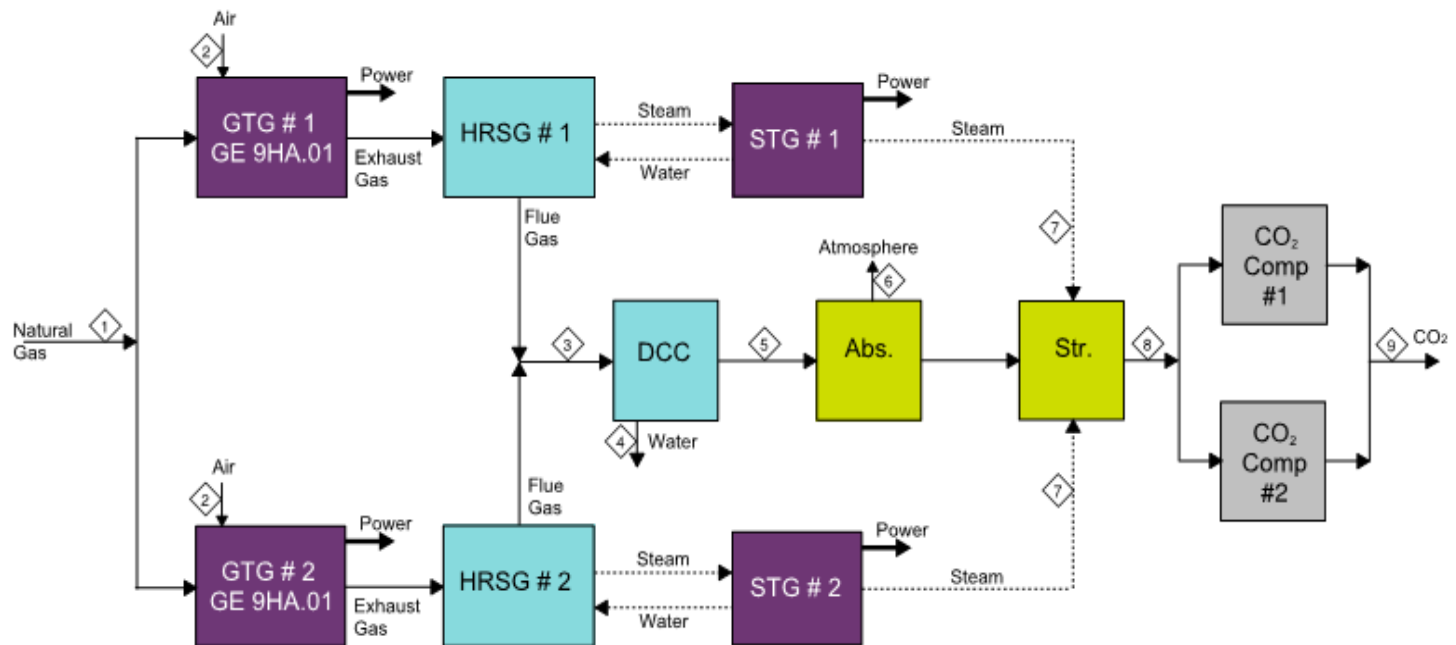 Air
2
Power
GTG # 1
GE 9HA.01
Exhaust
Gas
HRSG # 1
Steam
Water
Power
STG # 1
Steam
7
Flue
Gas
Atmosphere
6
CO₂
Comp
#1
Natural
Gas
1
3
DCC
5
Abs.
Str.
8
9
CO₂
4
Water
CO₂
Comp
#2
Air
2
Power
GTG # 2
GE 9HA.01
Exhaust
Gas
Flue
Gas
HRSG # 2
Steam
Water
Power
STG # 2
Steam
7